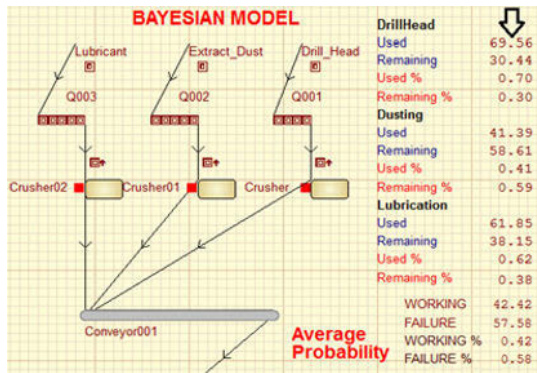 BAYESIAN MODEL
Lubricant
Extract_Dust
Drill_Head
Q003
Q002
Q001
Crusher02
Crusher01
Crusher
Conveyor001
Average
Probability
DrillHead
Used 69.56
Remaining 30.44
Used % 0.70
Remaining % 0.30
Dusting
Used 41.39
Remaining 58.61
Used % 0.41
Remaining % 0.59
Lubrication
Used 61.85
Remaining 38.15
Used % 0.62
Remaining % 0.38
WORKING 42.42
FAILURE 57.58
WORKING % 0.42
FAILURE % 0.58